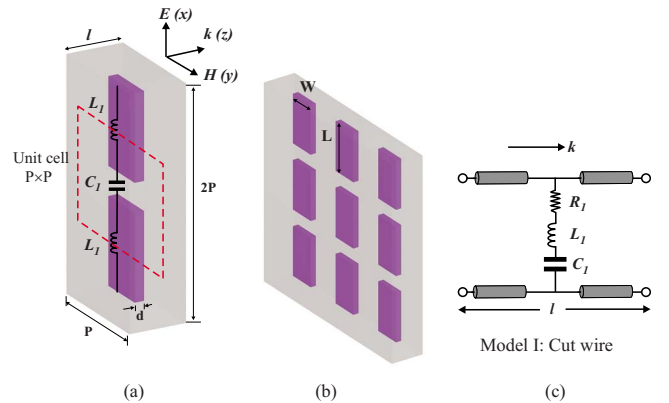 l
E (x)
k (z)
H (y)
L₁
Unit cell
P×P
C₁
L₁
2P
d
P
(a)
W
L
(b)
k
R₁
L₁
C₁
l
Model I: Cut wire
(c)